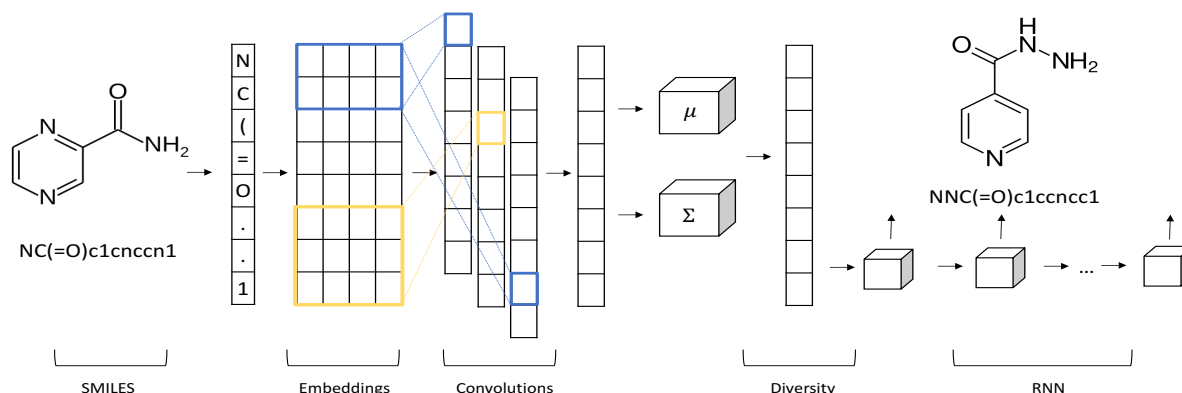 O
N
NH2
N
NC(=O)c1cnccn1
N
C
(
=
O
.
.
1
μ
Σ
O
H
N
NH2
N
NNC(=O)c1ccncc1
...
SMILES
Embeddings
Convolutions
Diversity
RNN